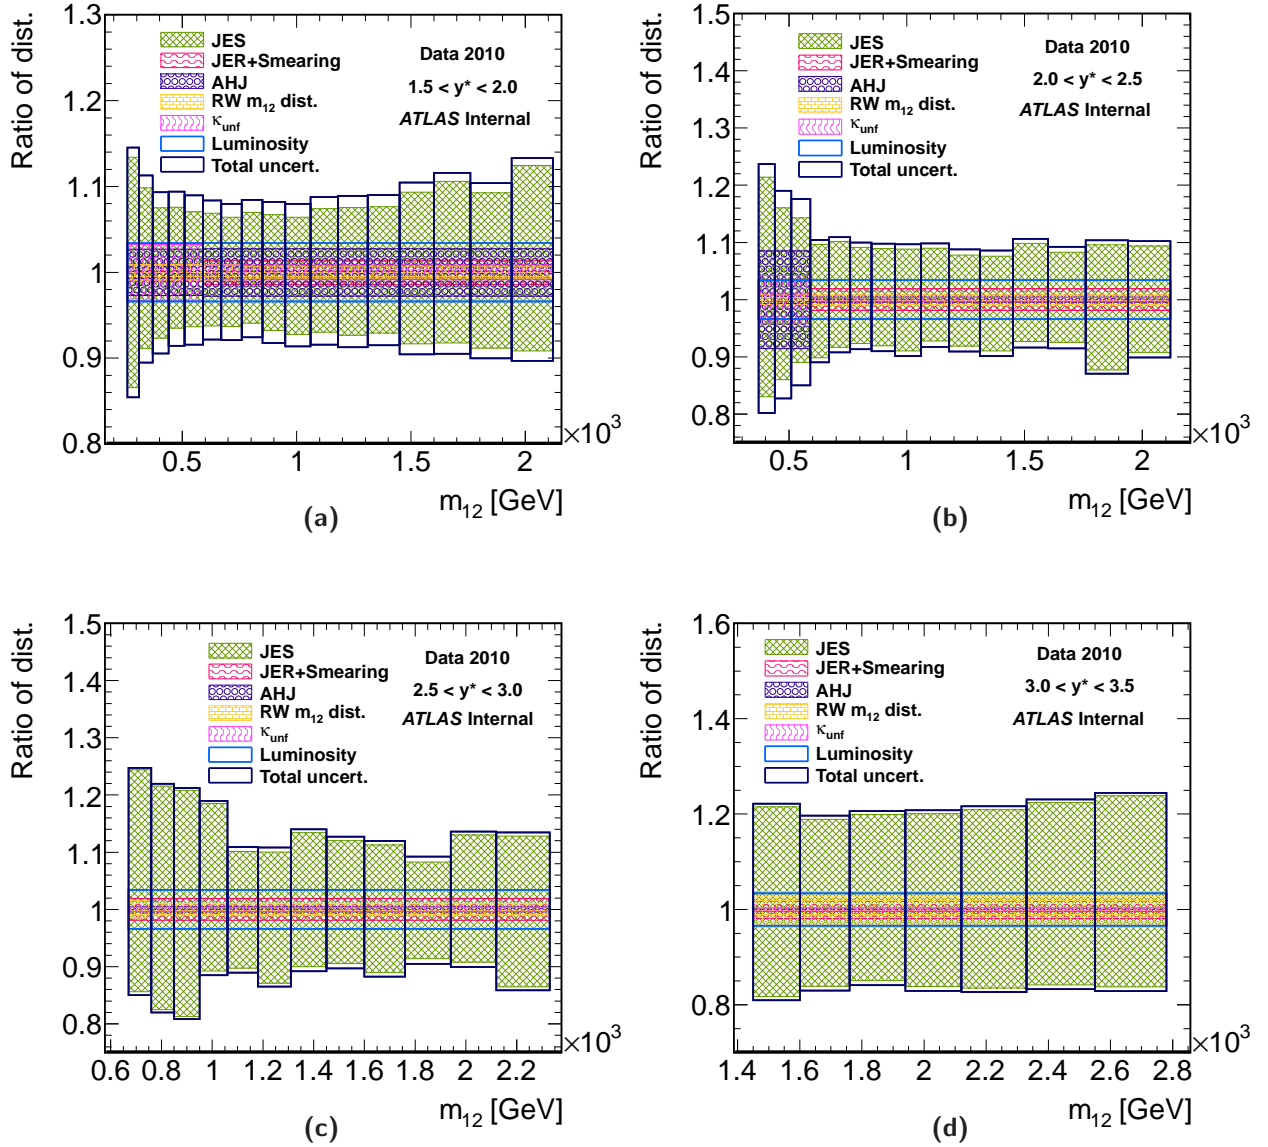 Ratio of dist.
1.3
1.2
1.1
1
0.9
0.8
JES
JER+Smearing
AHJ
RW m12 dist.
κunf
Luminosity
Total uncert.
Data 2010
1.5 < y* < 2.0
ATLAS Internal
0.5 1 1.5 2
×10³
m12 [GeV]
(a)
Ratio of dist.
1.5
1.4
1.3
1.2
1.1
1
0.9
0.8
JES
JER+Smearing
AHJ
RW m12 dist.
κunf
Luminosity
Total uncert.
Data 2010
2.0 < y* < 2.5
ATLAS Internal
0.5 1 1.5 2
×10³
m12 [GeV]
(b)
Ratio of dist.
1.5
1.4
1.3
1.2
1.1
1
0.9
0.8
JES
JER+Smearing
AHJ
RW m12 dist.
κunf
Luminosity
Total uncert.
Data 2010
2.5 < y* < 3.0
ATLAS Internal
0.6 0.8 1 1.2 1.4 1.6 1.8 2 2.2
×10³
m12 [GeV]
(c)
Ratio of dist.
1.6
1.4
1.2
1
0.8
JES
JER+Smearing
AHJ
RW m12 dist.
κunf
Luminosity
Total uncert.
Data 2010
3.0 < y* < 3.5
ATLAS Internal
1.4 1.6 1.8 2 2.2 2.4 2.6 2.8
×10³
m12 [GeV]
(d)